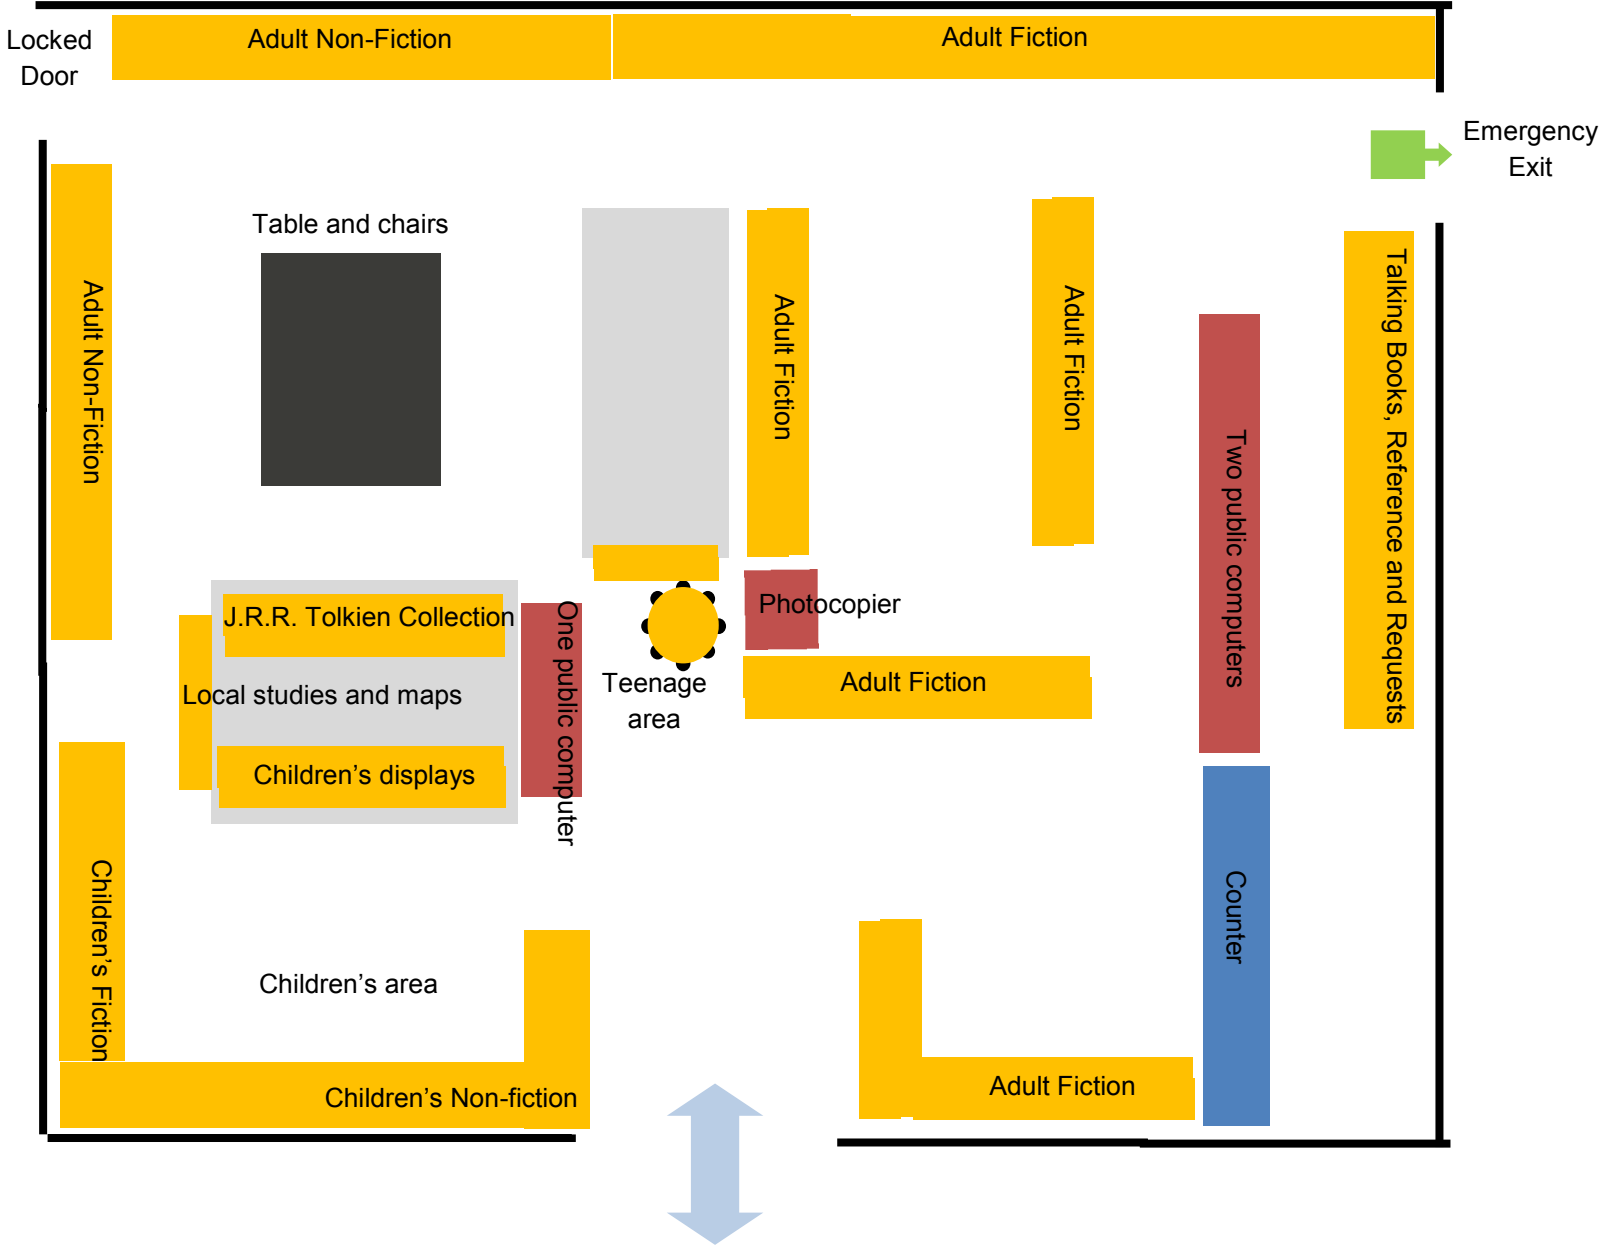 Locked
Door
Adult Non-Fiction
Adult Fiction
Emergency
Exit
Table and chairs
Adult Non-Fiction
Adult Fiction
Adult Fiction
Talking Books, Reference and Requests
Two public computers
J.R.R. Tolkien Collection
One public computer
Photocopier
Local studies and maps
Teenage
area
Adult Fiction
Children’s displays
Children’s Fiction
Children’s area
Counter
Children’s Non-fiction
Adult Fiction